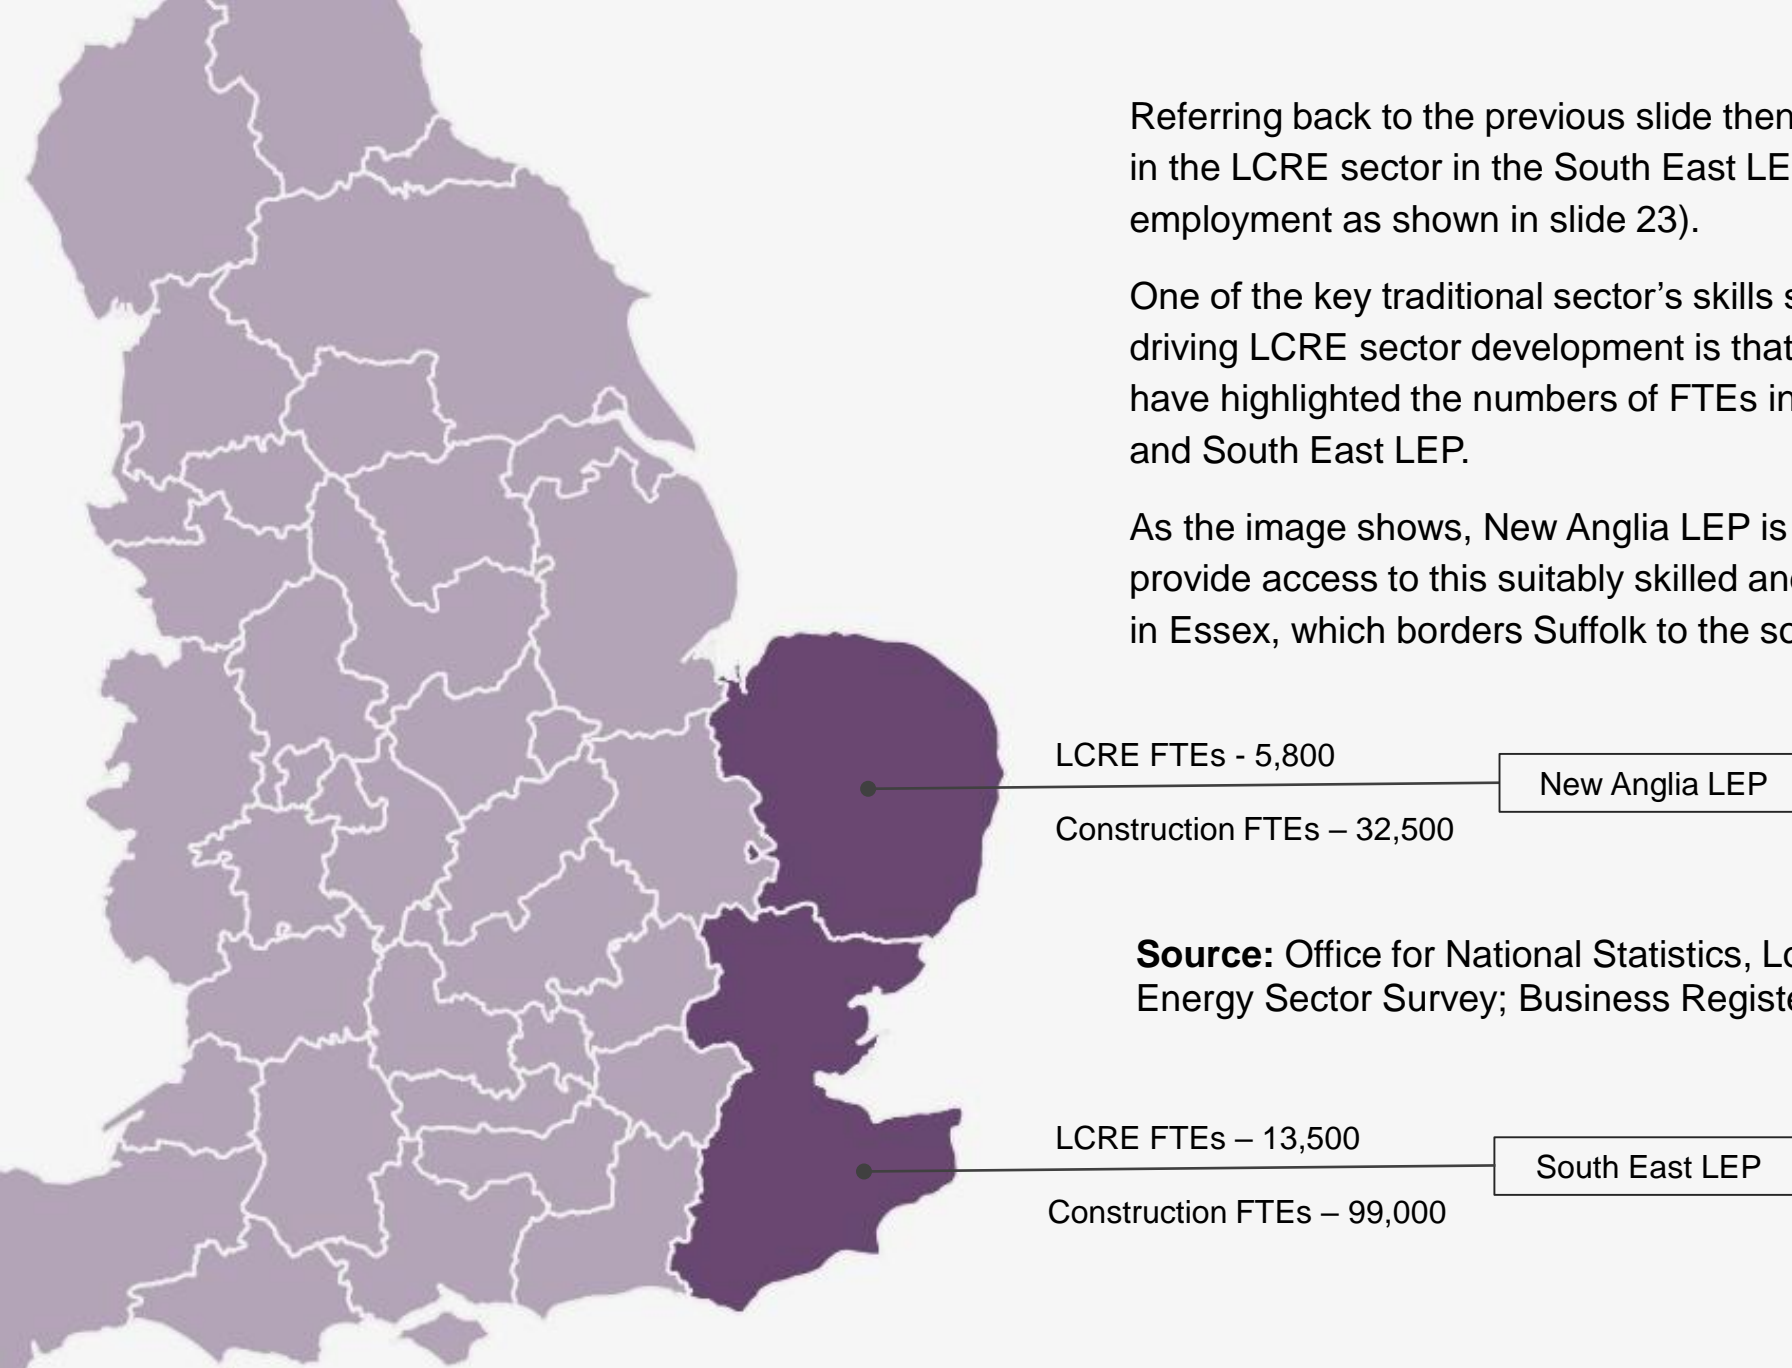 Referring back to the previous slide then
in the LCRE sector in the South East LE
employment as shown in slide 23).
One of the key traditional sector’s skills s
driving LCRE sector development is that
have highlighted the numbers of FTEs in
and South East LEP.
As the image shows, New Anglia LEP is
provide access to this suitably skilled and
in Essex, which borders Suffolk to the so
LCRE FTEs - 5,800
New Anglia LEP
Construction FTEs – 32,500
Source: Office for National Statistics, Lo
Energy Sector Survey; Business Registe
LCRE FTEs – 13,500
South East LEP
Construction FTEs – 99,000